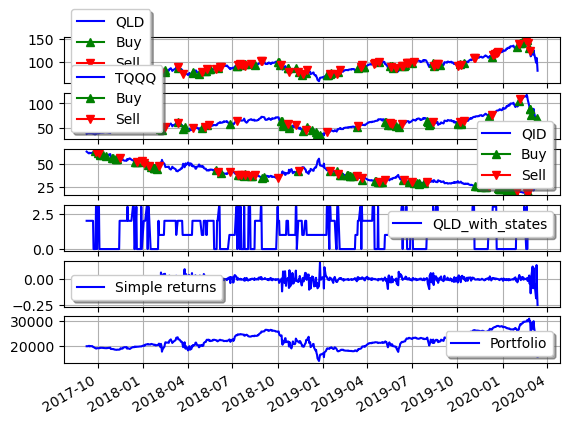 QLD
Buy
Sell
150
100
TQQQ
Buy
Sell
100
50
QID
Buy
Sell
50
25
2.5
0.0
QLD_with_states
0.00
−0.25
Simple returns
30000
20000
Portfolio
2017-10 2018-01 2018-04 2018-07 2018-10 2019-01 2019-04 2019-07 2019-10 2020-01 2020-04